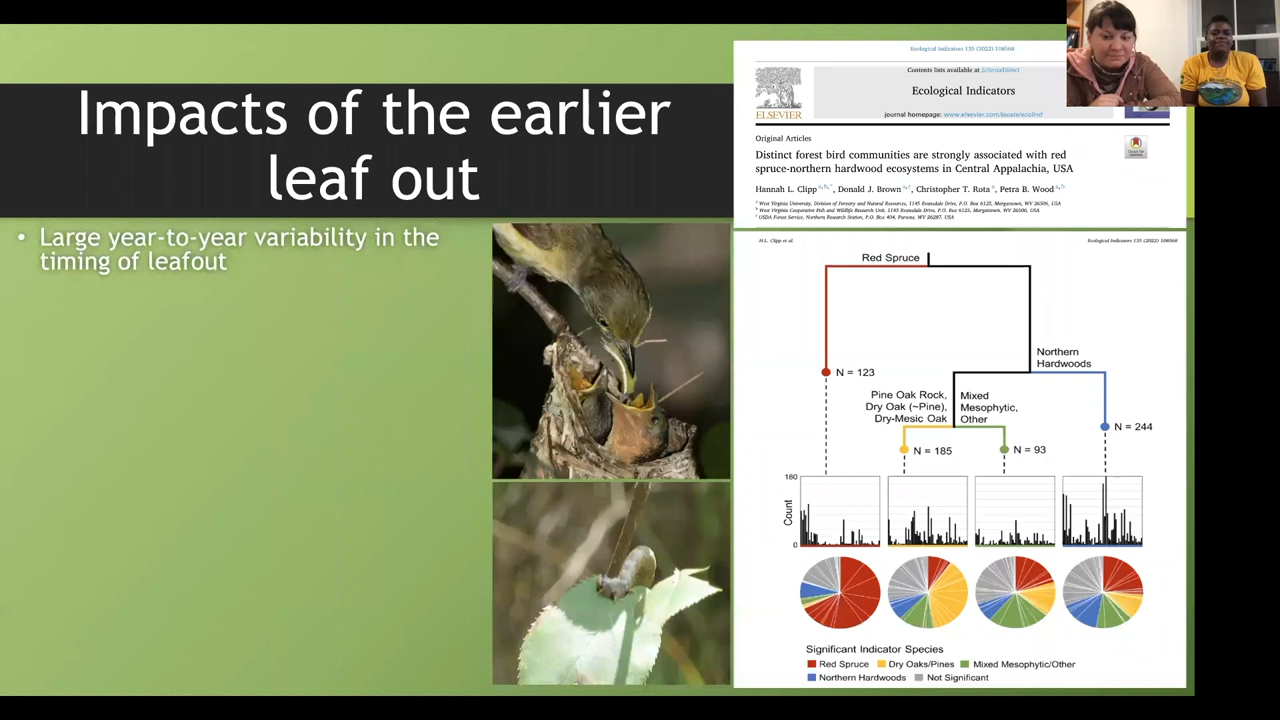 Impacts of the earlier
leaf out
• Large year-to-year variability in the
timing of leafout
Ecological Indicators 135 (2022) 108568
Contents lists available at ScienceDirect
Ecological Indicators
journal homepage: www.elsevier.com/locate/ecolind
ELSEVIER
Original Articles
Distinct forest bird communities are strongly associated with red
spruce-northern hardwood ecosystems in Central Appalachia, USA
Hannah L. Clipp a,b,*, Donald J. Brown a,c, Christopher T. Rota a, Petra B. Wood a,b
a West Virginia University, Division of Forestry and Natural Resources, 1145 Evansdale Drive, P.O. Box 6125, Morgantown, WV 26506, USA
b West Virginia Cooperative Fish and Wildlife Research Unit, 1145 Evansdale Drive, P.O. Box 6125, Morgantown, WV 26506, USA
c USDA Forest Service, Northern Research Station, P.O. Box 404, Parsons, WV 26287, USA
H.L. Clipp et al.
Ecological Indicators 135 (2022) 108568
Red Spruce
Northern
Hardwoods
N = 123
Pine Oak Rock,
Dry Oak (~Pine),
Dry-Mesic Oak
Mixed
Mesophytic,
Other
N = 244
N = 185
N = 93
180
Count
0
Significant Indicator Species
Red Spruce
Dry Oaks/Pines
Mixed Mesophytic/Other
Northern Hardwoods
Not Significant